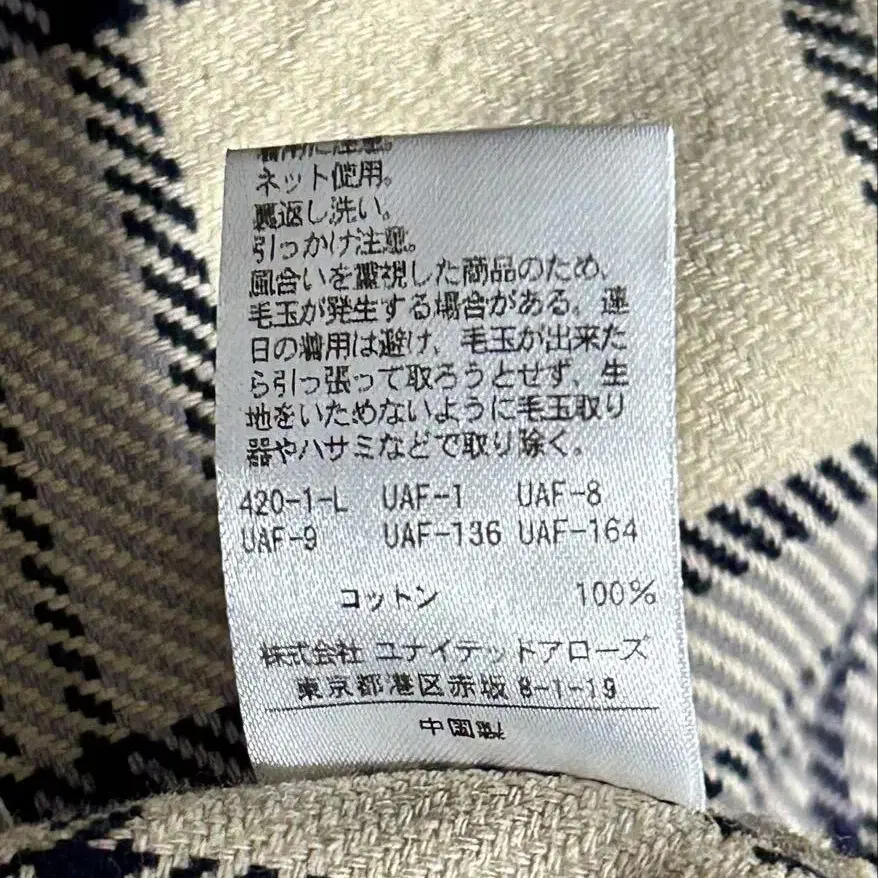 着用に注意。
ネット使用。
裏返し洗い。
引っかけ注意。
風合いを重視した商品のため、
毛玉が発生する場合がある。連
日の着用は避け、毛玉が出来た
ら引っ張って取ろうとせず、生
地をいためないように毛玉取り
器やハサミなどで取り除く。
420-1-L UAF-1 UAF-8
UAF-9 UAF-136 UAF-164
コットン 100%
株式会社 ユナイテッドアローズ
東京都港区赤坂 8-1-19
中国製